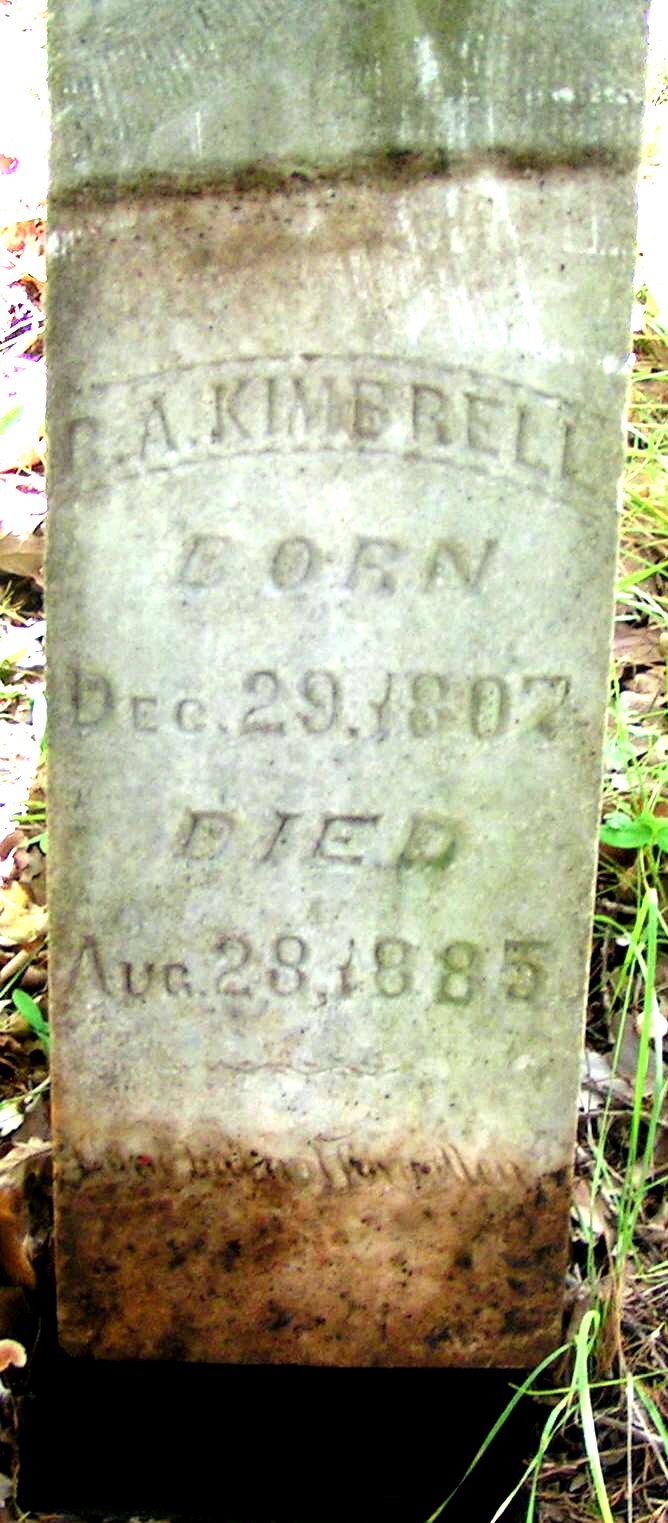 A. KIMBRELL
BORN
DEC. 29, 1807.
DIED
AUG. 28, 1885.